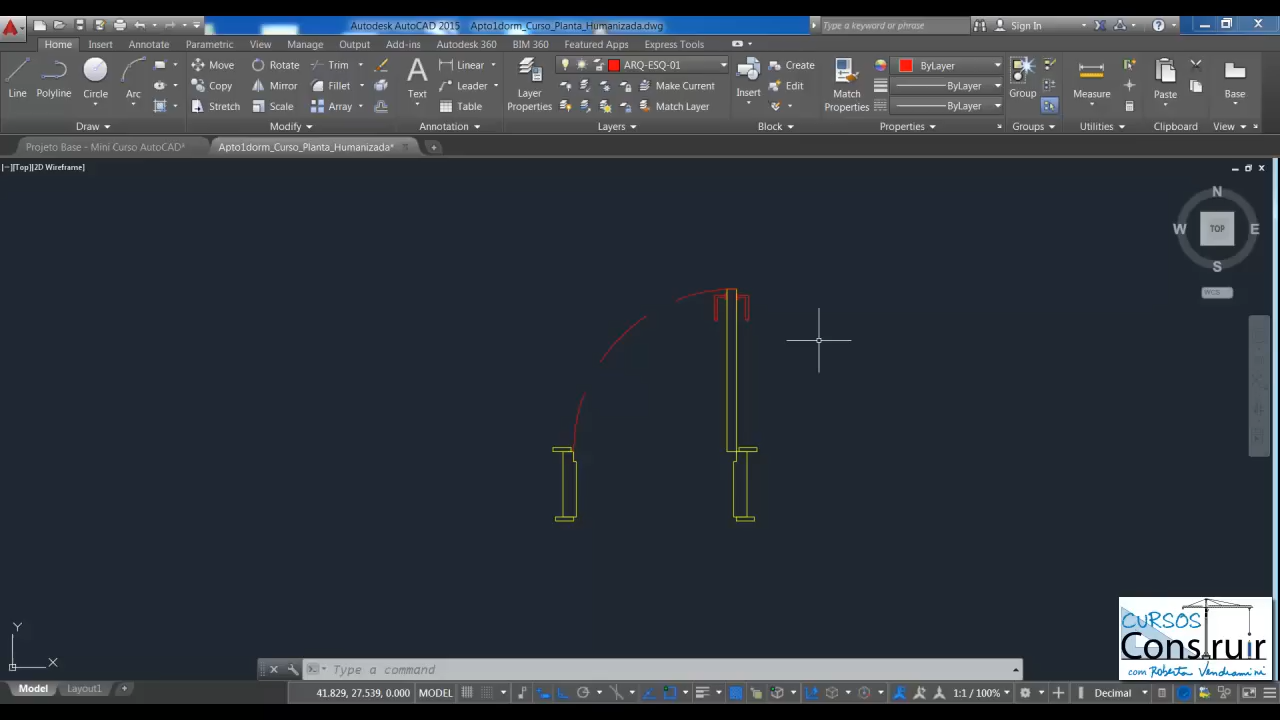 Autodesk AutoCAD 2015 Apto1dorm_Curso_Planta_Humanizada.dwg
Type a keyword or phrase
Sign In
Home Insert Annotate Parametric View Manage Output Add-ins Autodesk 360 BIM 360 Featured Apps Express Tools
Line Polyline Circle Arc
Move Rotate Trim
Copy Mirror Fillet
Stretch Scale Array
Text Linear
Leader
Table
Layer Properties
ARQ-ESQ-01
Make Current
Match Layer
Insert Create
Edit
Match Properties
ByLayer
ByLayer
ByLayer
Group
Measure
Paste
Base
Draw Modify Annotation Layers Block Properties Groups Utilities Clipboard View
Projeto Base - Mini Curso AutoCAD* Apto1dorm_Curso_Planta_Humanizada*
[−][Top][2D Wireframe]
N
W TOP E
S
WCS
Y
X
Type a command
CURSOS
Construir
com Roberta Vendramini
Model Layout1 +
41.829, 27.539, 0.000 MODEL
1:1 / 100%
Decimal